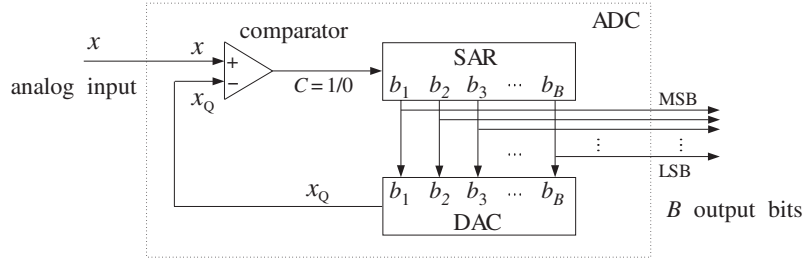 ADC
comparator
x
x
+
SAR
analog input
−
C = 1/0
b1 b2 b3 ... bB
MSB
xQ
...
...
...
LSB
xQ
b1 b2 b3 ... bB
B output bits
DAC